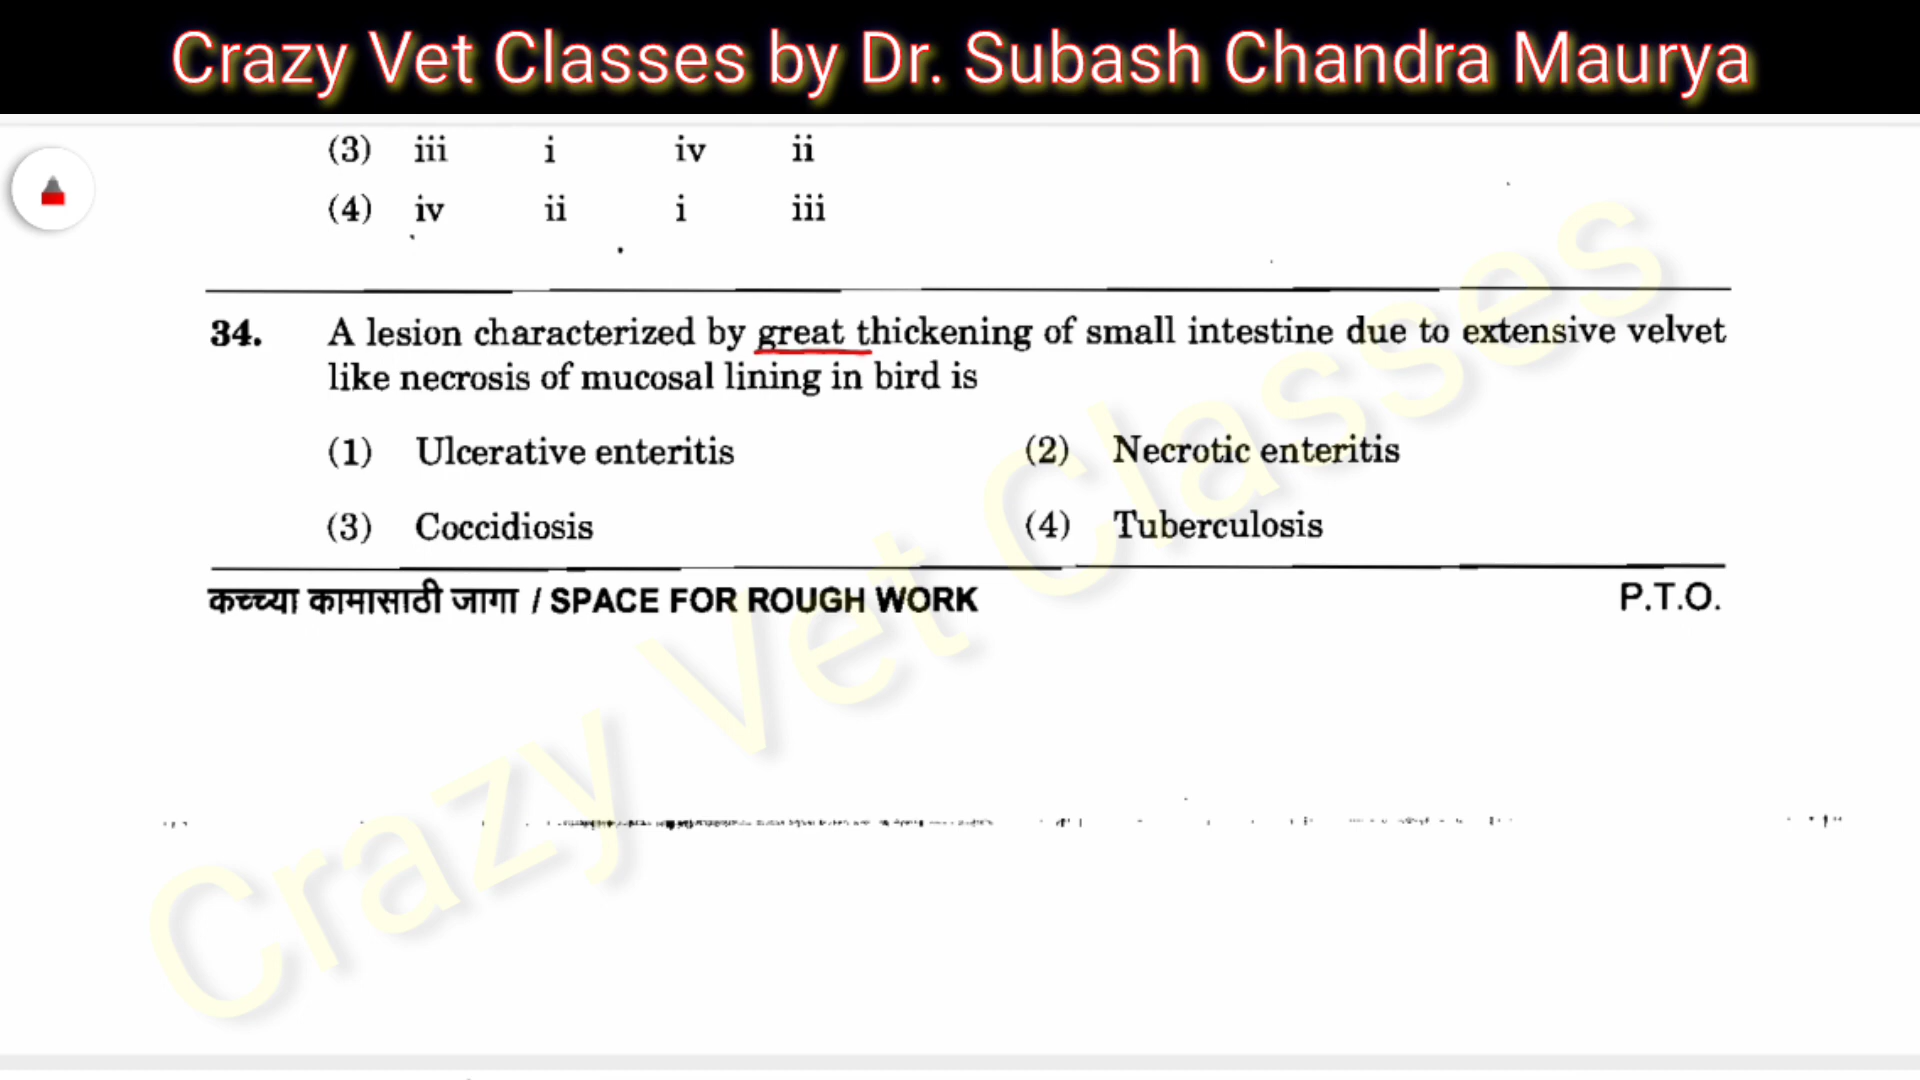 Crazy Vet Classes by Dr. Subash Chandra Maurya
(3) iii i iv ii
(4) iv ii i iii
34. A lesion characterized by great thickening of small intestine due to extensive velvet
like necrosis of mucosal lining in bird is
(1) Ulcerative enteritis (2) Necrotic enteritis
(3) Coccidiosis (4) Tuberculosis
कच्च्या कामासाठी जागा / SPACE FOR ROUGH WORK P.T.O.
Crazy Vet Classes